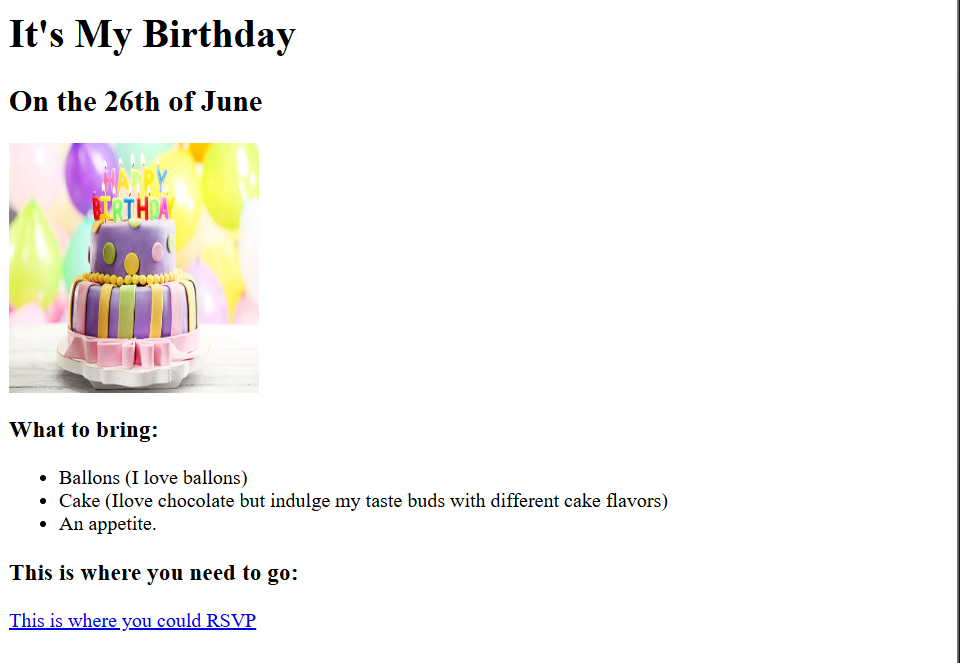 It's My Birthday
On the 26th of June
HAPPY
BIRTHDAY
What to bring:
Ballons (I love ballons)
Cake (Ilove chocolate but indulge my taste buds with different cake flavors)
An appetite.
This is where you need to go:
This is where you could RSVP